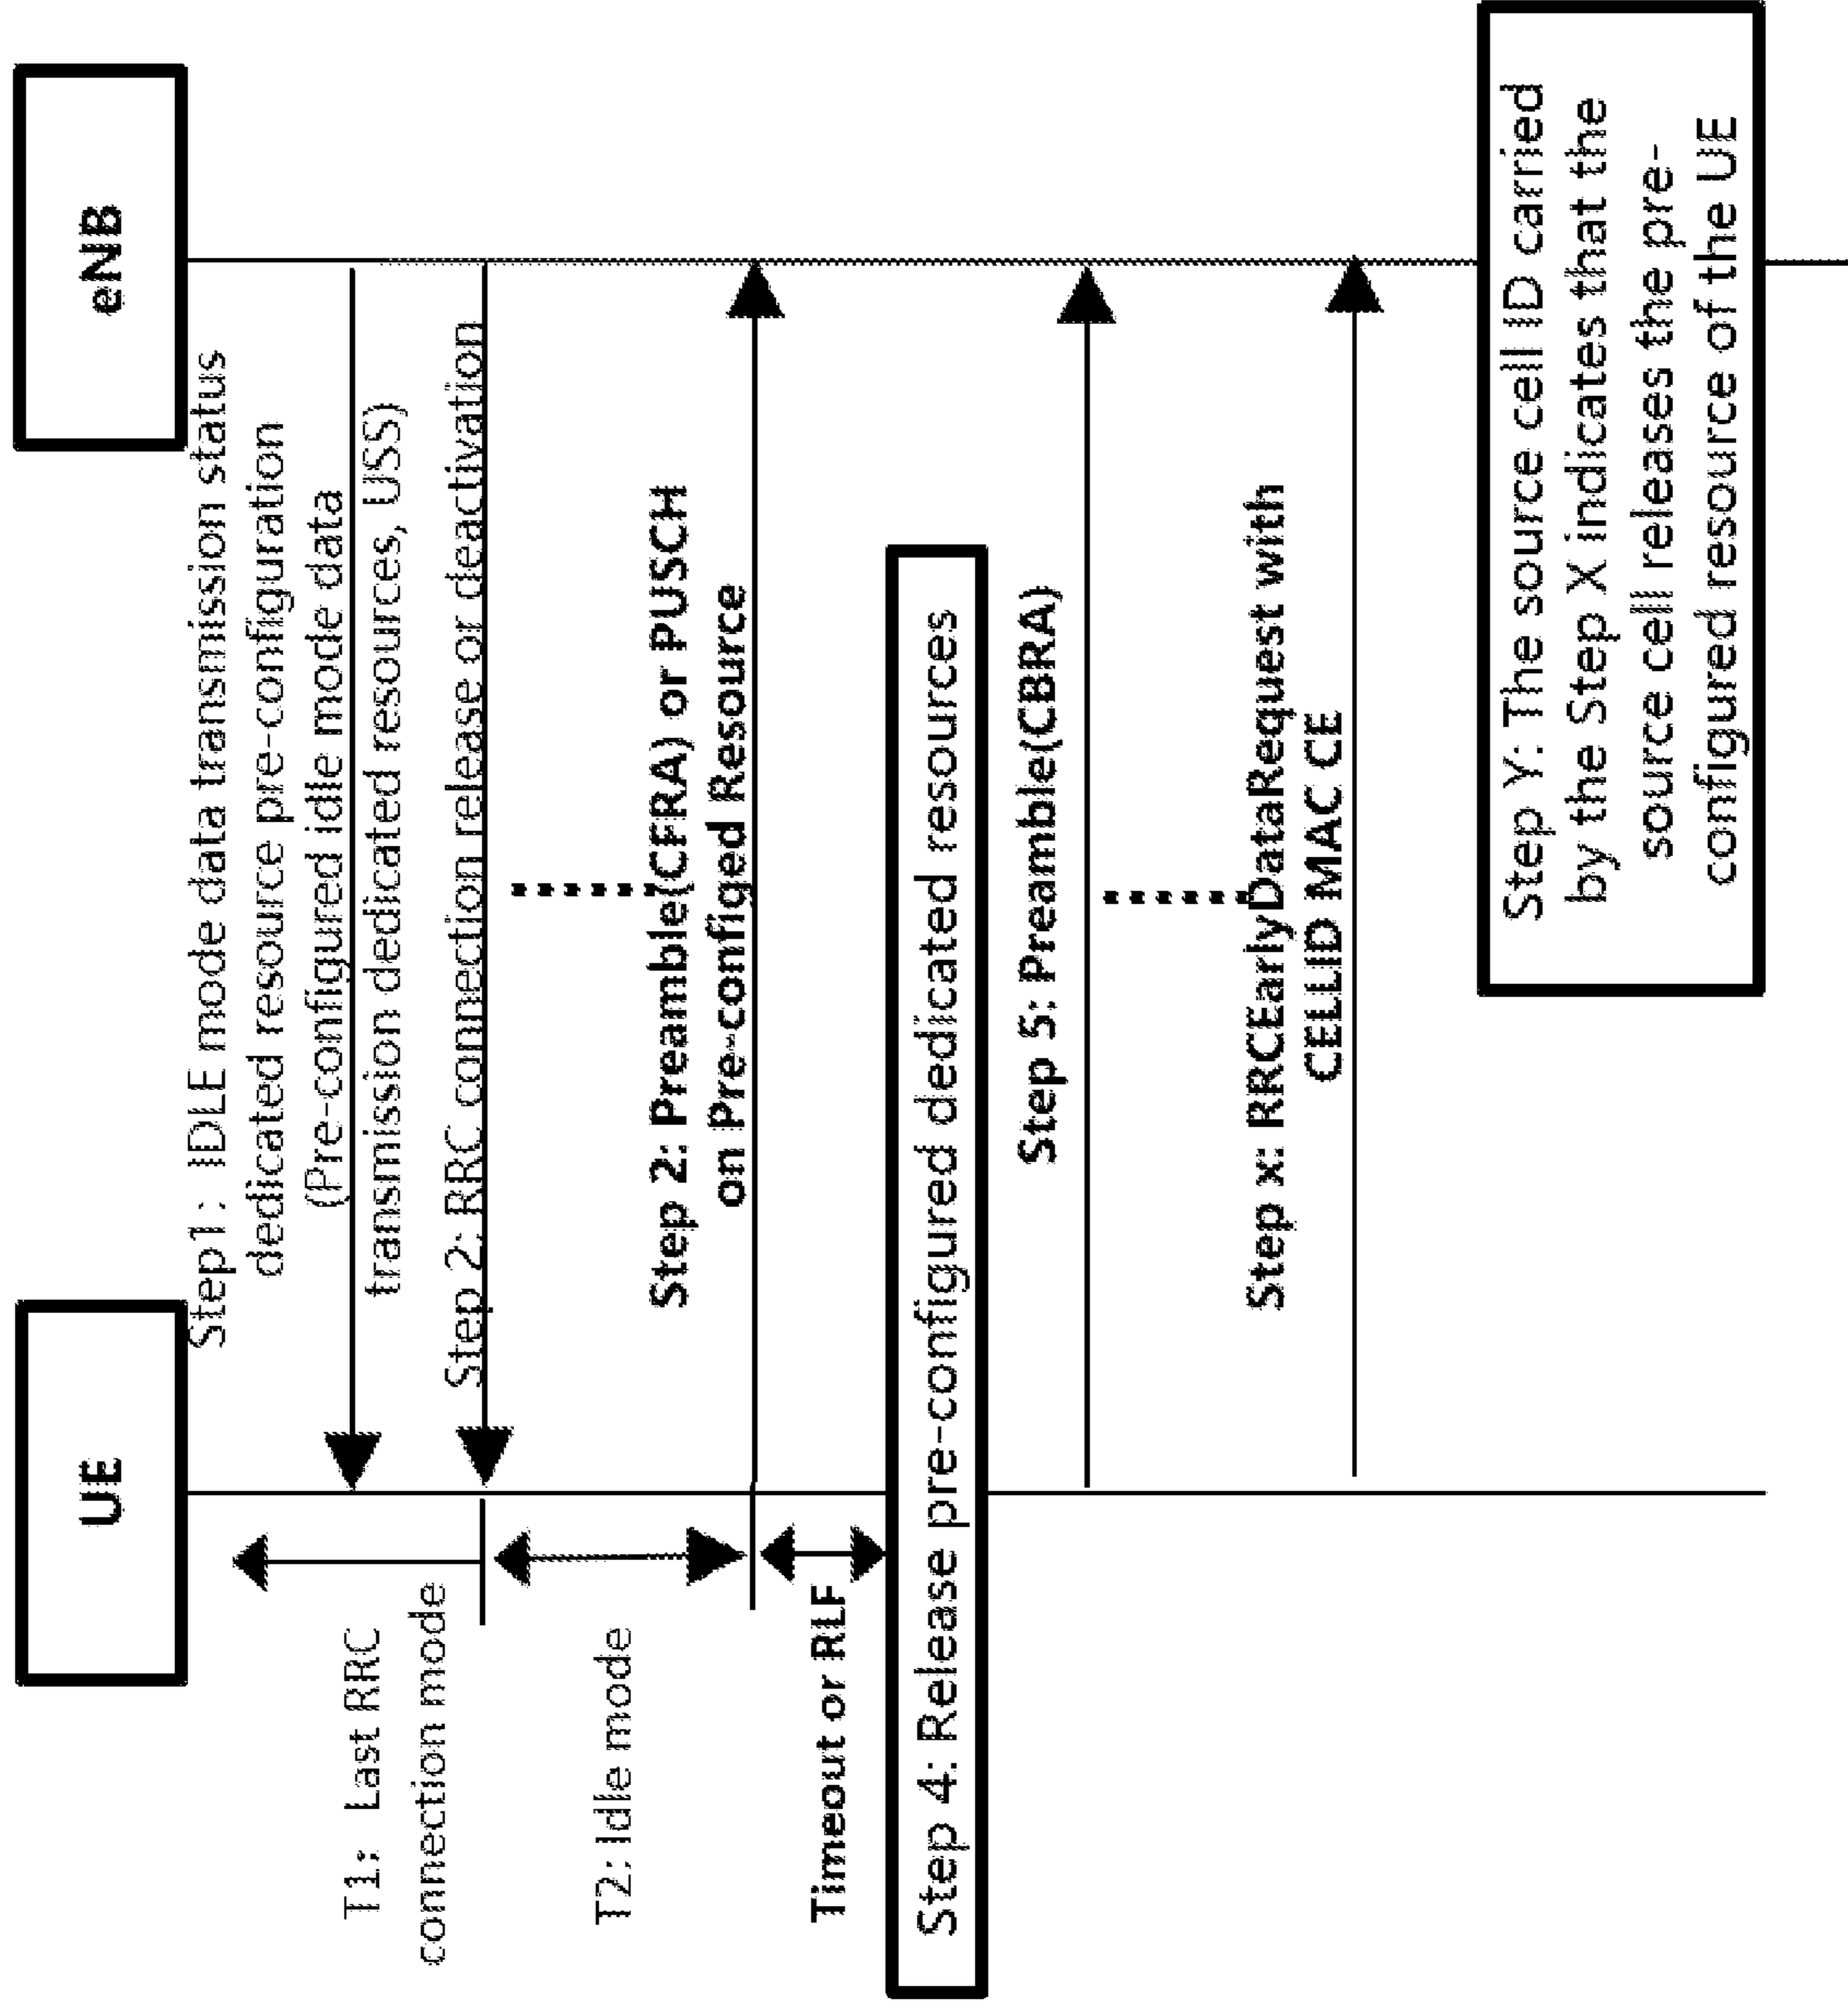 UE
eNB
Step1: IDLE mode data transmission status
dedicated resource pre-configuration
(Pre-configured idle mode data
transmission dedicated resources, USS)
T1: Last RRC
connection mode
Step 2: RRC connection release or deactivation
T2: Idle mode
Step 2: Preamble(CFRA) or PUSCH
on Pre-configed Resource
Timeout or RLF
Step 4: Release pre-configured dedicated resources
Step 5: Preamble(CBRA)
Step x: RRCEarlyDataRequest with
CELLID MAC CE
Step Y: The source cell ID carried
by the Step X indicates that the
source cell releases the pre-
configured resource of the UE